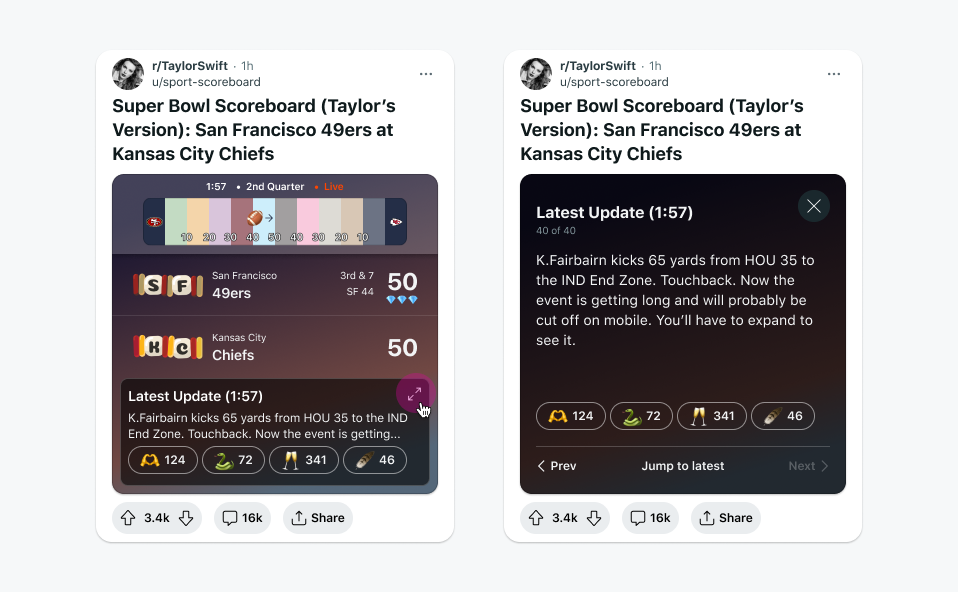 r/TaylorSwift · 1h
u/sport-scoreboard
Super Bowl Scoreboard (Taylor’s
Version): San Francisco 49ers at
Kansas City Chiefs
1:57 • 2nd Quarter • Live
10 20 30 40 50 40 30 20 10
S F
San Francisco
49ers
3rd & 7
SF 44
50
K C
Kansas City
Chiefs
50
Latest Update (1:57)
K.Fairbairn kicks 65 yards from HOU 35 to the IND
End Zone. Touchback. Now the event is getting...
124 72 341 46
3.4k 16k Share
r/TaylorSwift · 1h
u/sport-scoreboard
Super Bowl Scoreboard (Taylor’s
Version): San Francisco 49ers at
Kansas City Chiefs
Latest Update (1:57)
40 of 40
K.Fairbairn kicks 65 yards from HOU 35 to
the IND End Zone. Touchback. Now the
event is getting long and will probably be
cut off on mobile. You’ll have to expand to
see it.
124 72 341 46
Prev Jump to latest Next
3.4k 16k Share